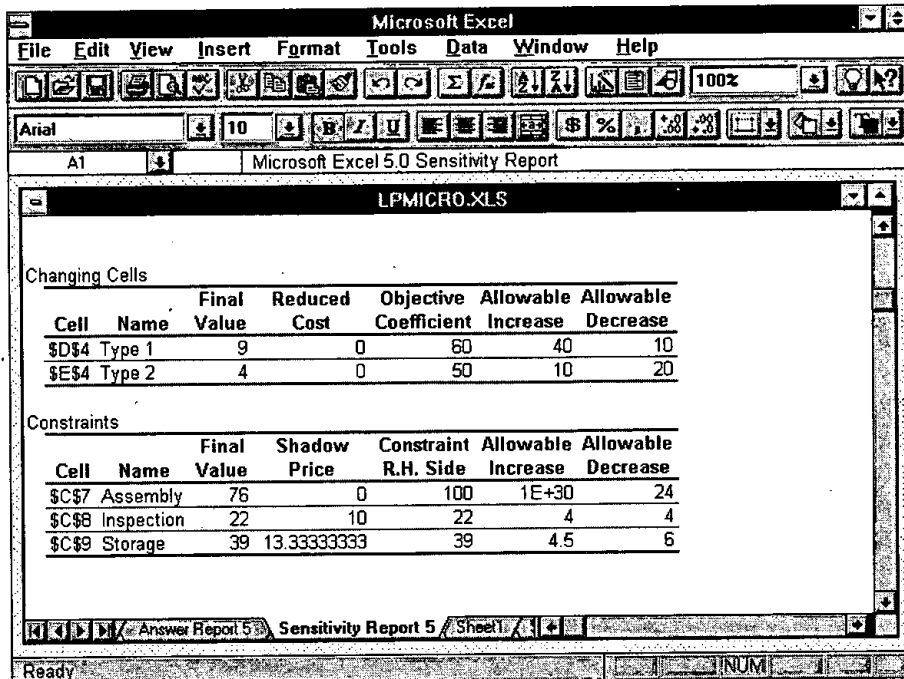 Microsoft Excel
File Edit View Insert Format Tools Data Window Help
100%
Arial 10 B I U $ %
A1 Microsoft Excel 5.0 Sensitivity Report
LPMICRO.XLS
Changing Cells
Final Reduced Objective Allowable Allowable
Cell Name Value Cost Coefficient Increase Decrease
$D$4 Type 1 9 0 60 40 10
$E$4 Type 2 4 0 50 10 20
Constraints
Final Shadow Constraint Allowable Allowable
Cell Name Value Price R.H. Side Increase Decrease
$C$7 Assembly 76 0 100 1E+30 24
$C$8 Inspection 22 10 22 4 4
$C$9 Storage 39 13.33333333 39 4.5 6
Answer Report 5 Sensitivity Report 5 Sheet1
Ready NUM